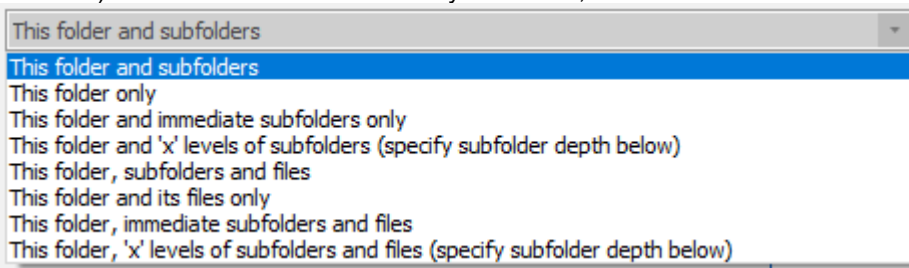 This folder and subfolders
This folder and subfolders
This folder only
This folder and immediate subfolders only
This folder and 'x' levels of subfolders (specify subfolder depth below)
This folder, subfolders and files
This folder and its files only
This folder, immediate subfolders and files
This folder, 'x' levels of subfolders and files (specify subfolder depth below)